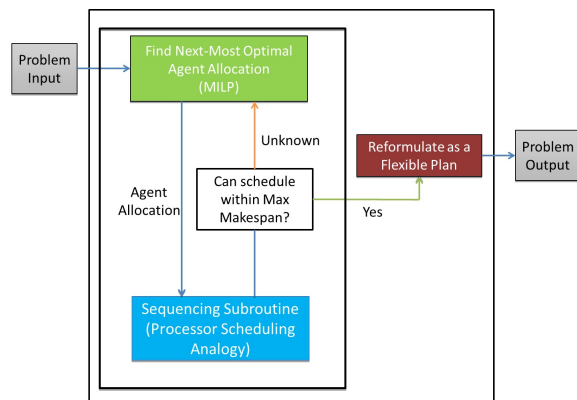 Problem
Input
Find Next-Most Optimal
Agent Allocation
(MILP)
Unknown
Reformulate as a
Flexible Plan
Problem
Output
Agent
Allocation
Can schedule
within Max
Makespan?
Yes
Sequencing Subroutine
(Processor Scheduling
Analogy)